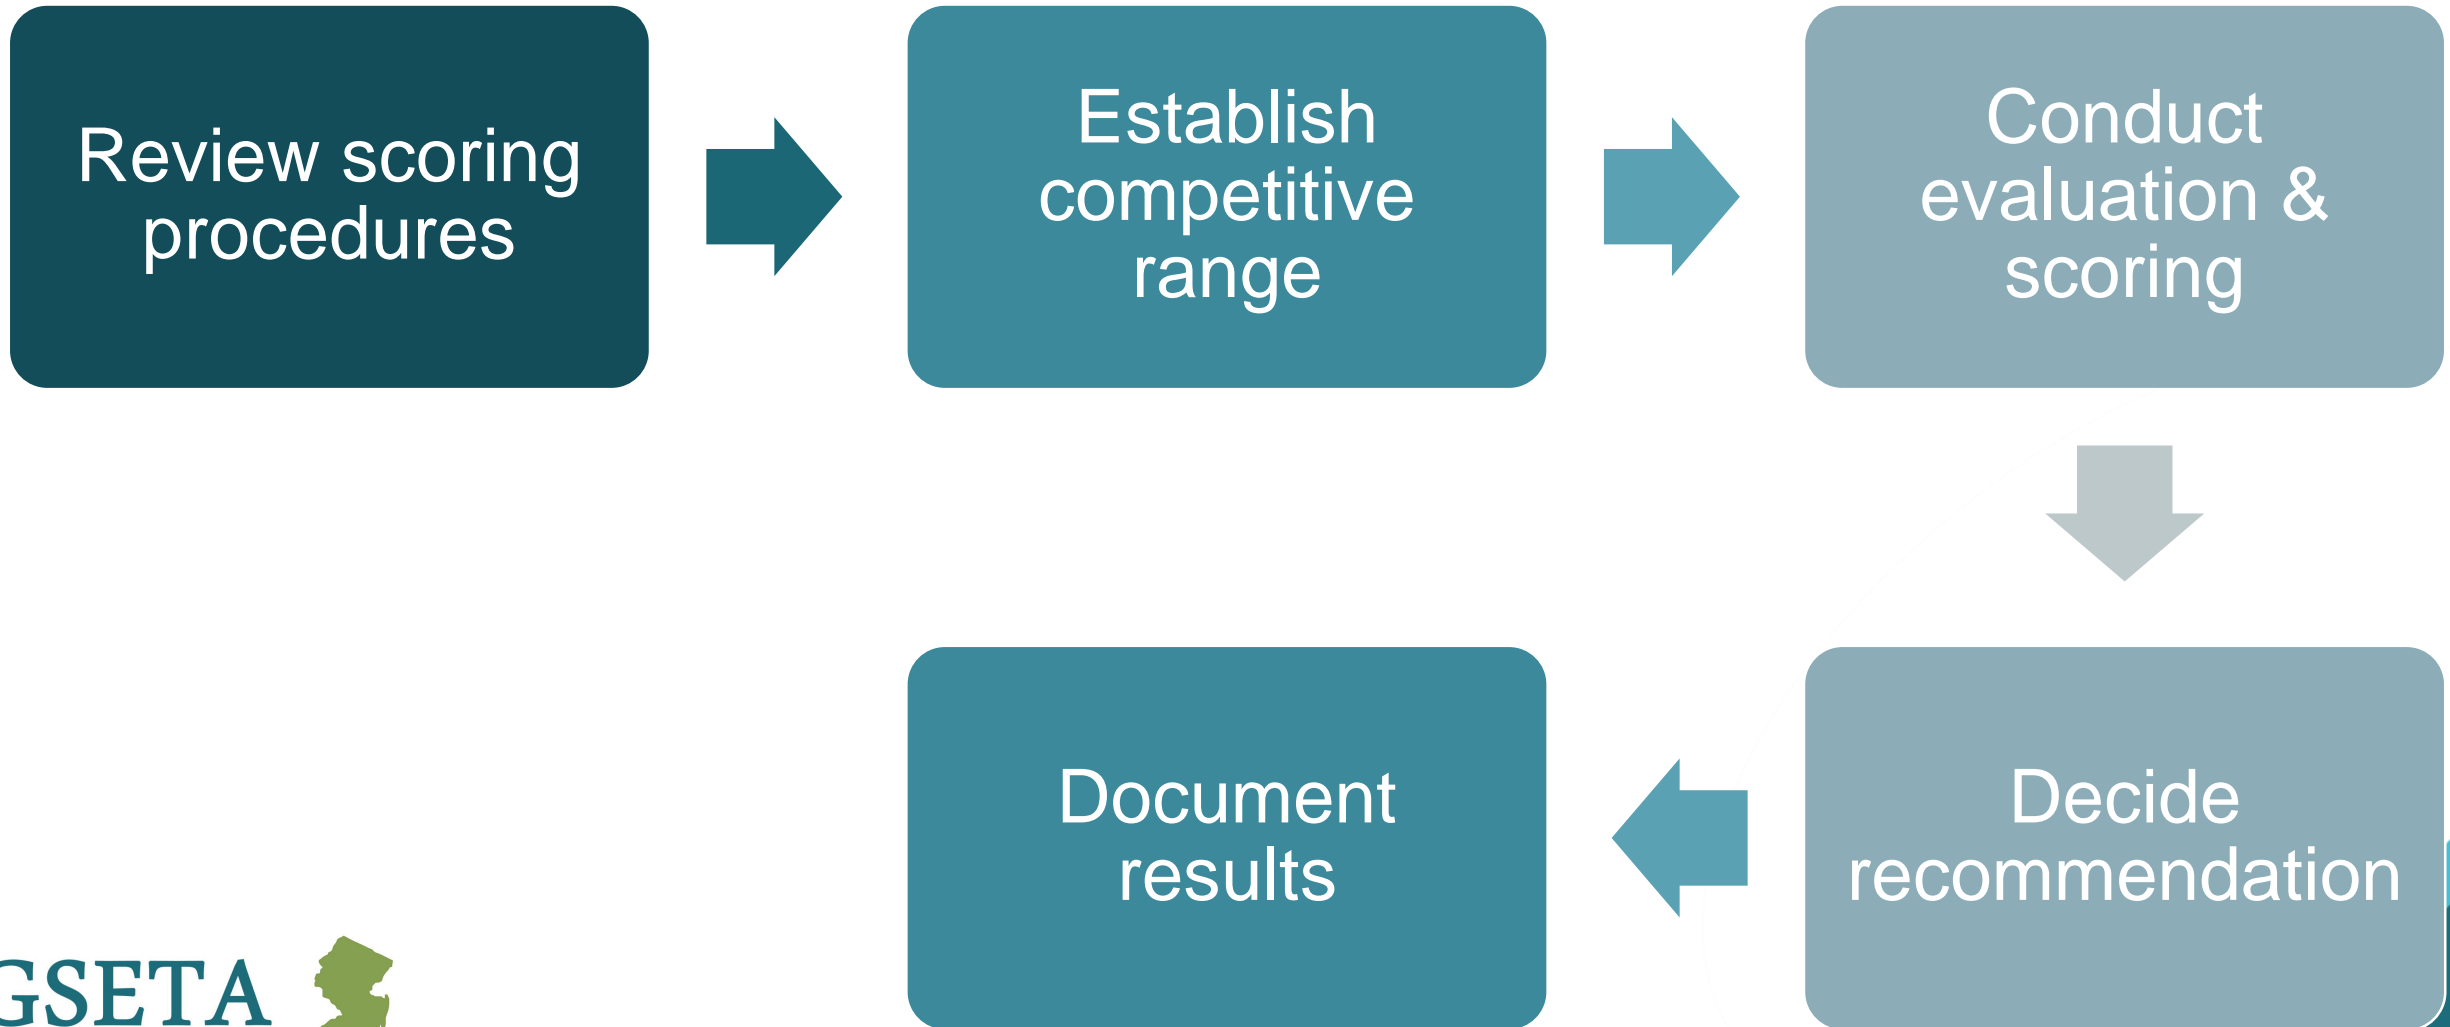 Review scoring
procedures
Establish
competitive
range
Conduct
evaluation &
scoring
Decide
recommendation
Document
results
GSETA